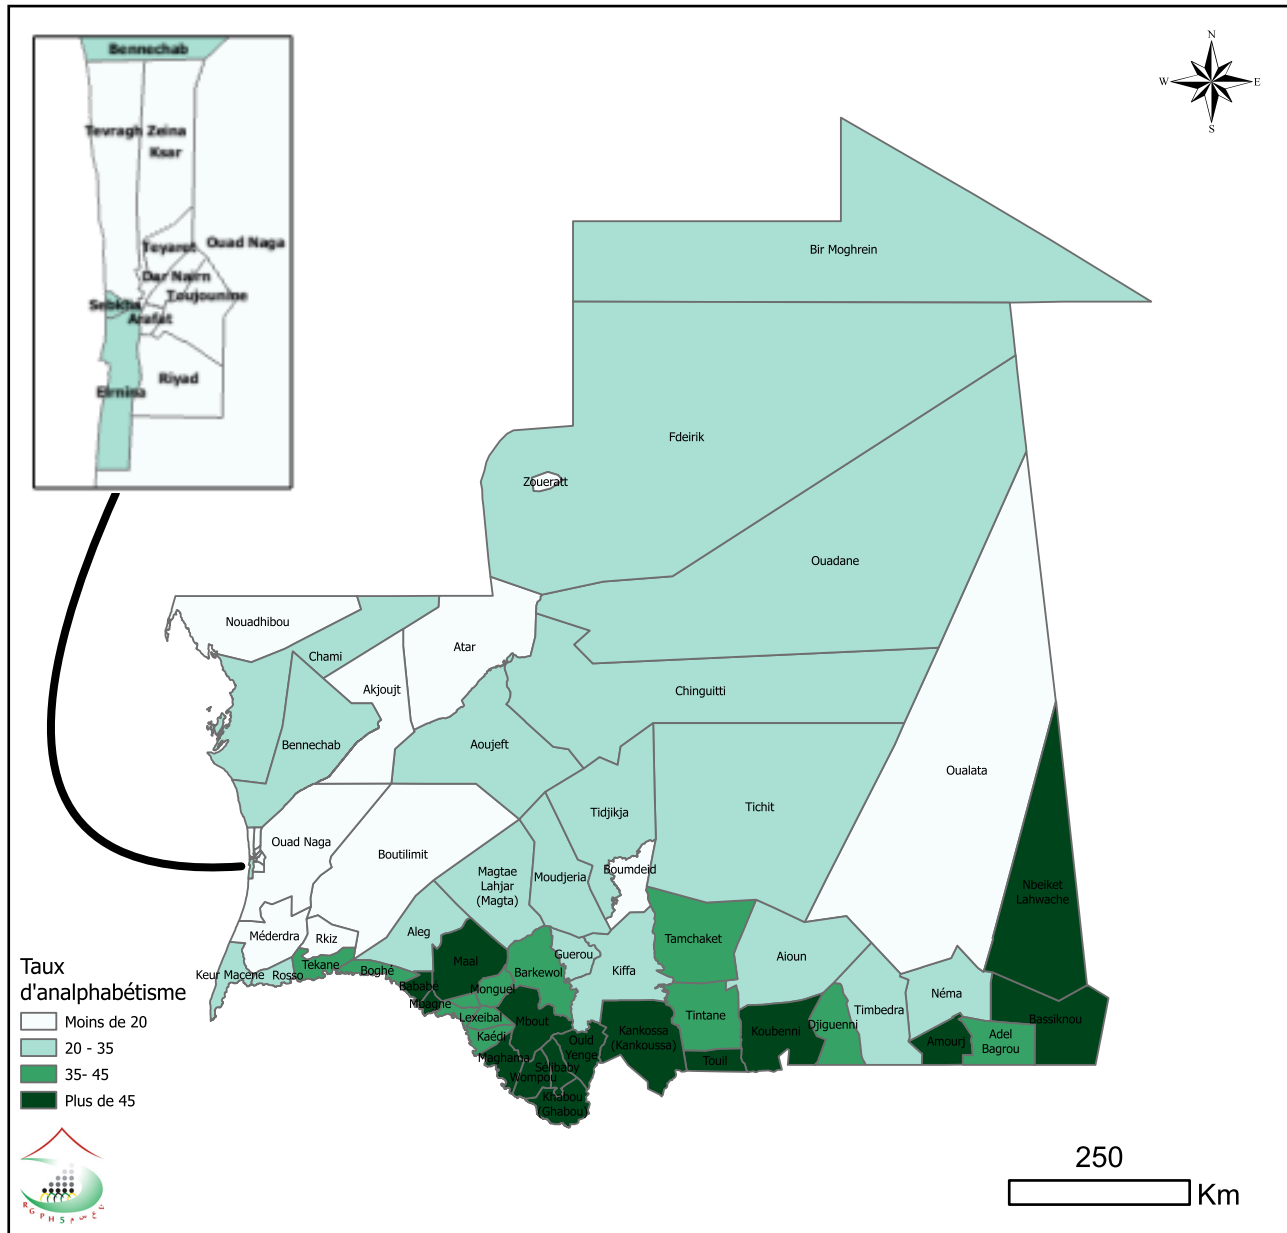 Bennechab
Tevragh Zeina
Ksar
Teyaret
Ouad Naga
Dar Naim
Toujounine
Sebkha
Arafat
Riyad
Elmina
N
W
E
S
Bir Moghrein
Fdeirik
Zoueratt
Ouadane
Nouadhibou
Chami
Atar
Akjoujt
Chinguitti
Bennechab
Aoujeft
Oualata
Tichit
Tidjikja
Ouad Naga
Boutilimit
Boumdeid
Magtae
Lahjar
(Magta)
Moudjeria
Nbeiket
Lahwache
Méderdra
Rkiz
Aleg
Tamchaket
Aioun
Guerou
Kiffa
Maal
Barkewol
Keur Macene
Rosso
Tekane
Boghé
Bababé
Monguel
Mbagne
Néma
Timbedra
Lexeibal
Mbout
Tintane
Koubenni
Djiguenni
Bassiknou
Kankossa
(Kankoussa)
Kaédi
Ould
Yenge
Amourj
Adel
Bagrou
Maghama
Sélibaby
Touil
Wompou
Khabou
(Ghabou)
Taux
d'analphabétisme
Moins de 20
20 - 35
35- 45
Plus de 45
R G P H 5
250
Km